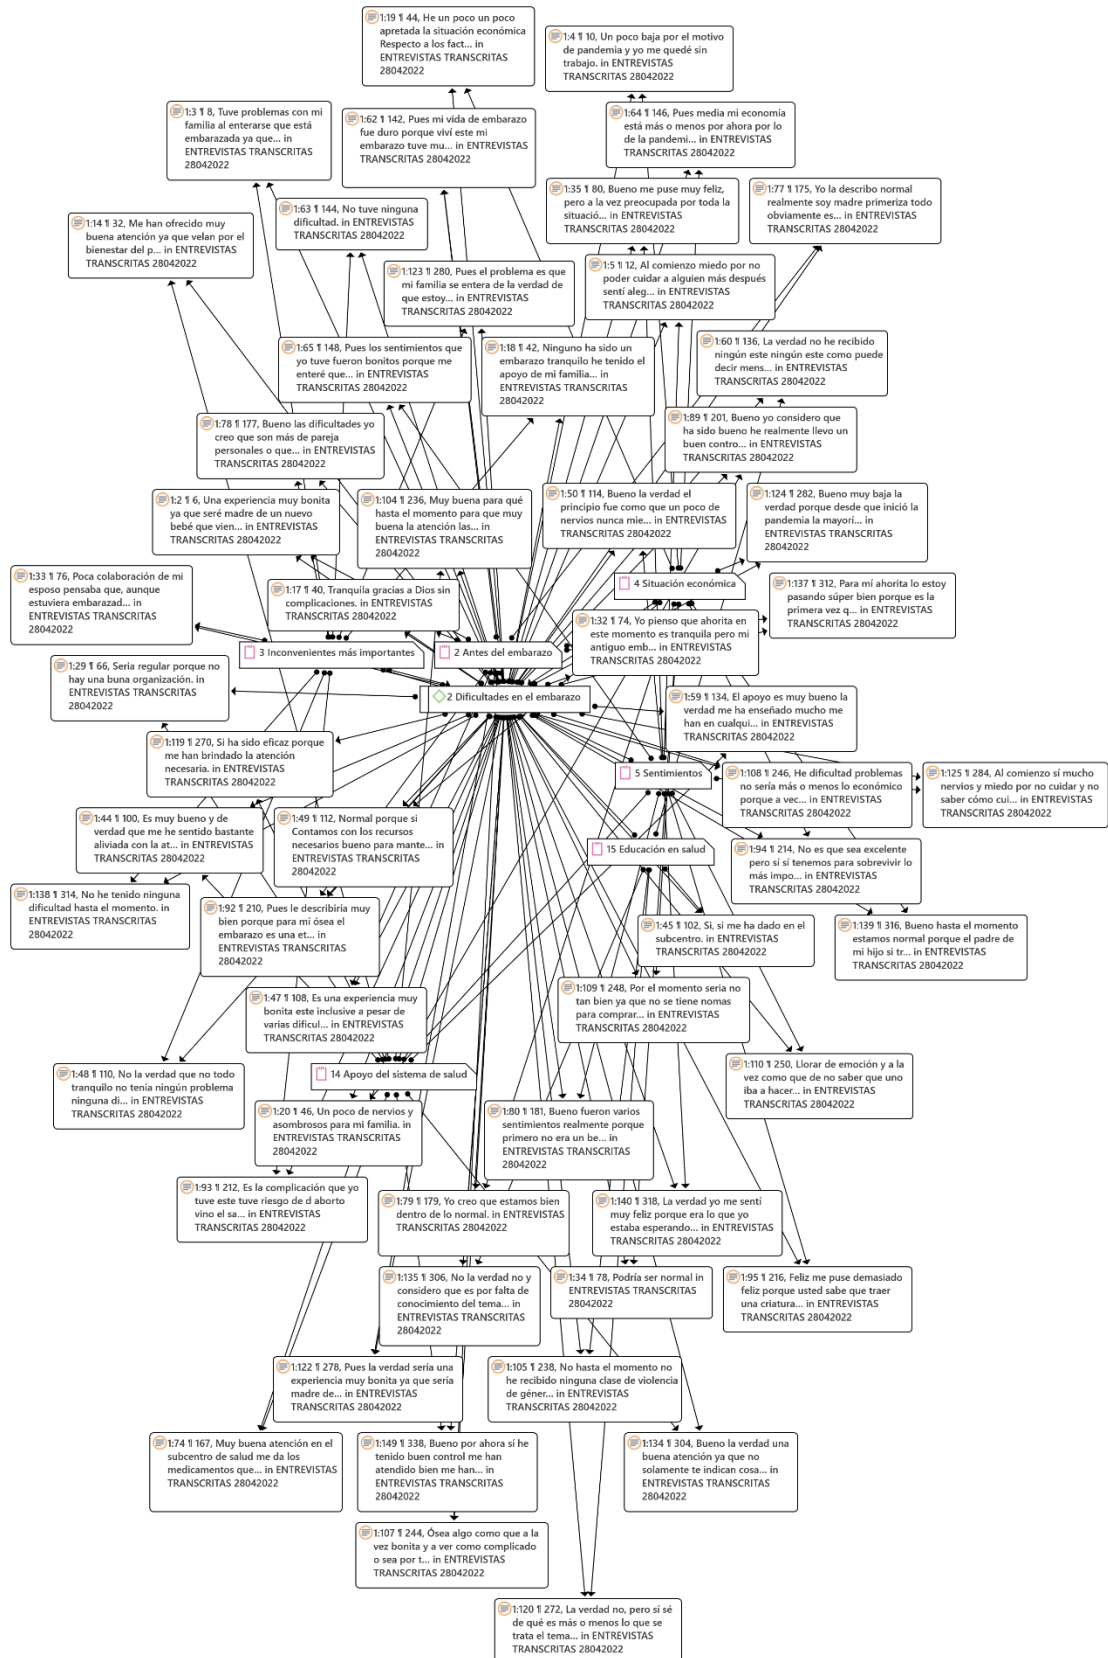 1:19 ¶ 44, He un poco un poco
apretada la situación económica
Respecto a los fact... in
ENTREVISTAS TRANSCRITAS
28042022
1:4 ¶ 10, Un poco baja por el motivo
de pandemia y yo me quedé sin
trabajo. in ENTREVISTAS
TRANSCRITAS 28042022
1:3 ¶ 8, Tuve problemas con mi
familia al enterarse que está
embarazada ya que... in
ENTREVISTAS TRANSCRITAS
28042022
1:62 ¶ 142, Pues mi vida de embarazo
fue duro porque viví este mi
embarazo tuve mu... in
ENTREVISTAS TRANSCRITAS
28042022
1:64 ¶ 146, Pues media mi economía
está más o menos por ahora por lo
de la pandemi... in ENTREVISTAS
TRANSCRITAS 28042022
1:35 ¶ 80, Bueno me puse muy feliz,
pero a la vez preocupada por toda la
situació... in ENTREVISTAS
TRANSCRITAS 28042022
1:77 ¶ 175, Yo la describo normal
realmente soy madre primeriza todo
obviamente es... in ENTREVISTAS
TRANSCRITAS 28042022
1:63 ¶ 144, No tuve ninguna
dificultad. in ENTREVISTAS
TRANSCRITAS 28042022
1:14 ¶ 32, Me han ofrecido muy
buena atención ya que velan por el
bienestar del p... in ENTREVISTAS
TRANSCRITAS 28042022
1:123 ¶ 280, Pues el problema es que
mi familia se entera de la verdad de
que estoy... in ENTREVISTAS
TRANSCRITAS 28042022
1:5 ¶ 12, Al comienzo miedo por no
poder cuidar a alguien más después
sentí aleg... in ENTREVISTAS
TRANSCRITAS 28042022
1:65 ¶ 148, Pues los sentimientos que
yo tuve fueron bonitos porque me
enteré que... in ENTREVISTAS
TRANSCRITAS 28042022
1:18 ¶ 42, Ninguno ha sido un
embarazo tranquilo he tenido el
apoyo de mi familia...
in ENTREVISTAS TRANSCRITAS
28042022
1:60 ¶ 136, La verdad no he recibido
ningún este ningún este como puede
decir mens... in ENTREVISTAS
TRANSCRITAS 28042022
1:78 ¶ 177, Bueno las dificultades yo
creo que son más de pareja
personales o que... in ENTREVISTAS
TRANSCRITAS 28042022
1:89 ¶ 201, Bueno yo considero que
ha sido bueno he realmente llevo un
buen contro... in ENTREVISTAS
TRANSCRITAS 28042022
1:2 ¶ 6, Una experiencia muy bonita
ya que seré madre de un nuevo
bebé que vien... in ENTREVISTAS
TRANSCRITAS 28042022
1:104 ¶ 236, Muy buena para qué
hasta el momento para que muy
buena la atención las... in
ENTREVISTAS TRANSCRITAS
28042022
1:50 ¶ 114, Bueno la verdad el
principio fue como que un poco de
nervios nunca mie... in ENTREVISTAS
TRANSCRITAS 28042022
1:124 ¶ 282, Bueno muy baja la
verdad porque desde que inició la
pandemia la mayorí... in
ENTREVISTAS TRANSCRITAS
28042022
1:33 ¶ 76, Poca colaboración de mi
esposo pensaba que, aunque
estuviera embarazad... in
ENTREVISTAS TRANSCRITAS
28042022
1:17 ¶ 40, Tranquila gracias a Dios sin
complicaciones. in ENTREVISTAS
TRANSCRITAS 28042022
4 Situación económica
1:137 ¶ 312, Para mí ahorita lo estoy
pasando súper bien porque es la
primera vez q... in ENTREVISTAS
TRANSCRITAS 28042022
1:32 ¶ 74, Yo pienso que ahorita en
este momento es tranquila pero mi
antiguo emb... in ENTREVISTAS
TRANSCRITAS 28042022
3 Inconvenientes más importantes
2 Antes del embarazo
1:29 ¶ 66, Seria regular porque no
hay una buna organización. in
ENTREVISTAS TRANSCRITAS
28042022
2 Dificultades en el embarazo
1:59 ¶ 134, El apoyo es muy bueno la
verdad me ha enseñado mucho me
han en cualqui... in ENTREVISTAS
TRANSCRITAS 28042022
1:119 ¶ 270, Si ha sido eficaz porque
me han brindado la atención
necesaria. in ENTREVISTAS
TRANSCRITAS 28042022
5 Sentimientos
1:108 ¶ 246, He dificultad problemas
no sería más o menos lo económico
porque a vec... in ENTREVISTAS
TRANSCRITAS 28042022
1:125 ¶ 284, Al comienzo sí mucho
nervios y miedo por no cuidar y no
saber cómo cui... in ENTREVISTAS
TRANSCRITAS 28042022
1:44 ¶ 100, Es muy bueno y de
verdad que me he sentido bastante
aliviada con la at... in ENTREVISTAS
TRANSCRITAS 28042022
1:49 ¶ 112, Normal porque si
Contamos con los recursos
necesarios bueno para mante...
in ENTREVISTAS TRANSCRITAS
28042022
15 Educación en salud
1:94 ¶ 214, No es que sea excelente
pero sí sí tenemos para sobrevivir lo
más impo... in ENTREVISTAS
TRANSCRITAS 28042022
1:138 ¶ 314, No he tenido ninguna
dificultad hasta el momento. in
ENTREVISTAS TRANSCRITAS
28042022
1:92 ¶ 210, Pues le describiría muy
bien porque para mí ósea el
embarazo es una et... in
ENTREVISTAS TRANSCRITAS
28042022
1:45 ¶ 102, Si, si me ha dado en el
subcentro. in ENTREVISTAS
TRANSCRITAS 28042022
1:139 ¶ 316, Bueno hasta el momento
estamos normal porque el padre de
mi hijo si tr... in ENTREVISTAS
TRANSCRITAS 28042022
1:47 ¶ 108, Es una experiencia muy
bonita este inclusive a pesar de
varias dificul... in ENTREVISTAS
TRANSCRITAS 28042022
1:109 ¶ 248, Por el momento seria no
tan bien ya que no se tiene nomas
para comprar... in ENTREVISTAS
TRANSCRITAS 28042022
1:48 ¶ 110, No la verdad que no todo
tranquilo no tenía ningún problema
ninguna di... in ENTREVISTAS
TRANSCRITAS 28042022
14 Apoyo del sistema de salud
1:110 ¶ 250, Llorar de emoción y a la
vez como que de no saber que uno
iba a hacer... in ENTREVISTAS
TRANSCRITAS 28042022
1:20 ¶ 46, Un poco de nervios y
asombrosos para mi familia. in
ENTREVISTAS TRANSCRITAS
28042022
1:80 ¶ 181, Bueno fueron varios
sentimientos realmente porque
primero no era un be... in
ENTREVISTAS TRANSCRITAS
28042022
1:93 ¶ 212, Es la complicación que yo
tuve este tuve riesgo de d aborto
vino el sa... in ENTREVISTAS
TRANSCRITAS 28042022
1:79 ¶ 179, Yo creo que estamos bien
dentro de lo normal. in ENTREVISTAS
TRANSCRITAS 28042022
1:140 ¶ 318, La verdad yo me sentí
muy feliz porque era lo que yo
estaba esperando... in ENTREVISTAS
TRANSCRITAS 28042022
1:135 ¶ 306, No la verdad no y
considero que es por falta de
conocimiento del tema...
in ENTREVISTAS TRANSCRITAS
28042022
1:34 ¶ 78, Podría ser normal in
ENTREVISTAS TRANSCRITAS
28042022
1:95 ¶ 216, Feliz me puse demasiado
feliz porque usted sabe que traer
una criatura... in ENTREVISTAS
TRANSCRITAS 28042022
1:122 ¶ 278, Pues la verdad sería una
experiencia muy bonita ya que sería
madre de... in ENTREVISTAS
TRANSCRITAS 28042022
1:105 ¶ 238, No hasta el momento no
he recibido ninguna clase de violencia
de géner... in ENTREVISTAS
TRANSCRITAS 28042022
1:74 ¶ 167, Muy buena atención en el
subcentro de salud me da los
medicamentos que... in ENTREVISTAS
TRANSCRITAS 28042022
1:149 ¶ 338, Bueno por ahora sí he
tenido buen control me han
atendido bien me han... in
ENTREVISTAS TRANSCRITAS
28042022
1:134 ¶ 304, Bueno la verdad una
buena atención ya que no
solamente te indican cosa... in
ENTREVISTAS TRANSCRITAS
28042022
1:107 ¶ 244, Ósea algo como que a la
vez bonita y a ver como complicado
o sea por t... in ENTREVISTAS
TRANSCRITAS 28042022
1:120 ¶ 272, La verdad no, pero si sé
de qué es más o menos lo que se
trata el tema... in ENTREVISTAS
TRANSCRITAS 28042022